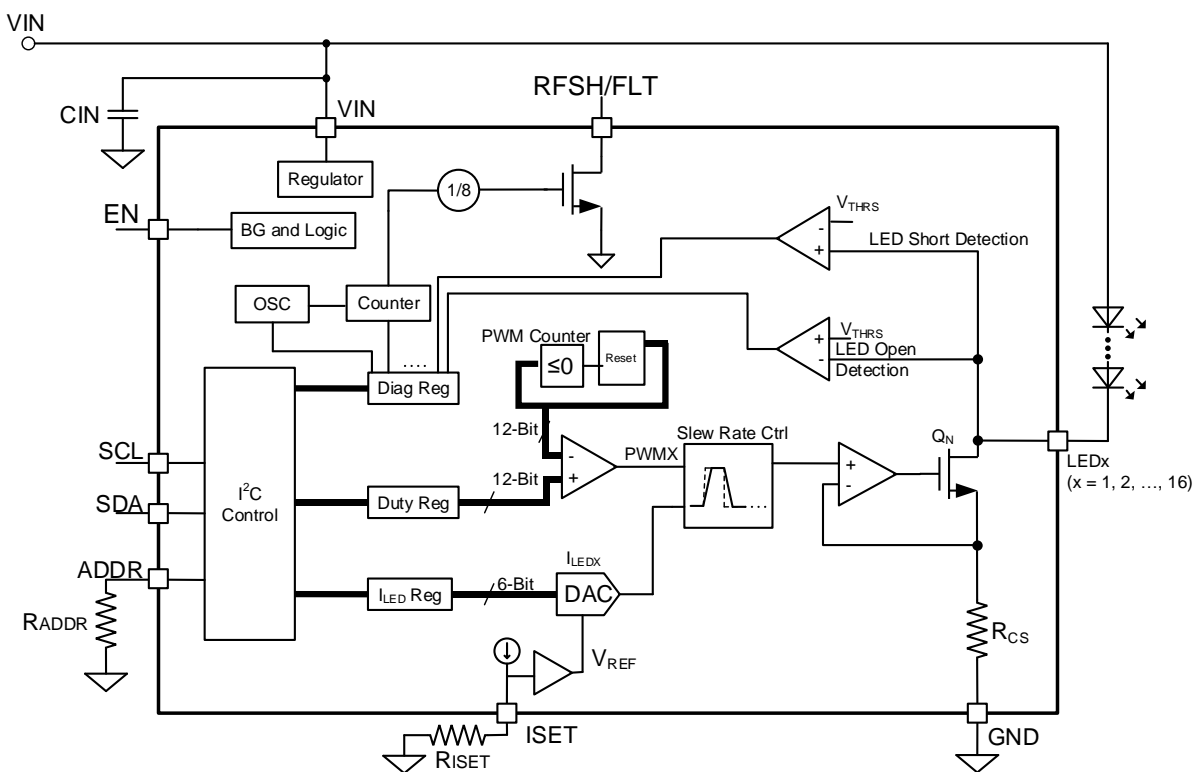 VIN
RFSH/FLT
CIN
VIN
Regulator
1/8
EN
BG and Logic
VTHRS
-
+
LED Short Detection
OSC
Counter
PWM Counter
≤0
Reset
+
-
VTHRS
LED Open
Detection
....
Diag Reg
12-Bit
Slew Rate Ctrl
QN
SCL
I²C
Control
-
+
PWMX
+
-
LEDx
(x = 1, 2, …, 16)
12-Bit
SDA
Duty Reg
ILEDX
ADDR
ILED Reg
6-Bit
DAC
RADDR
RCS
VREF
ISET
GND
RISET